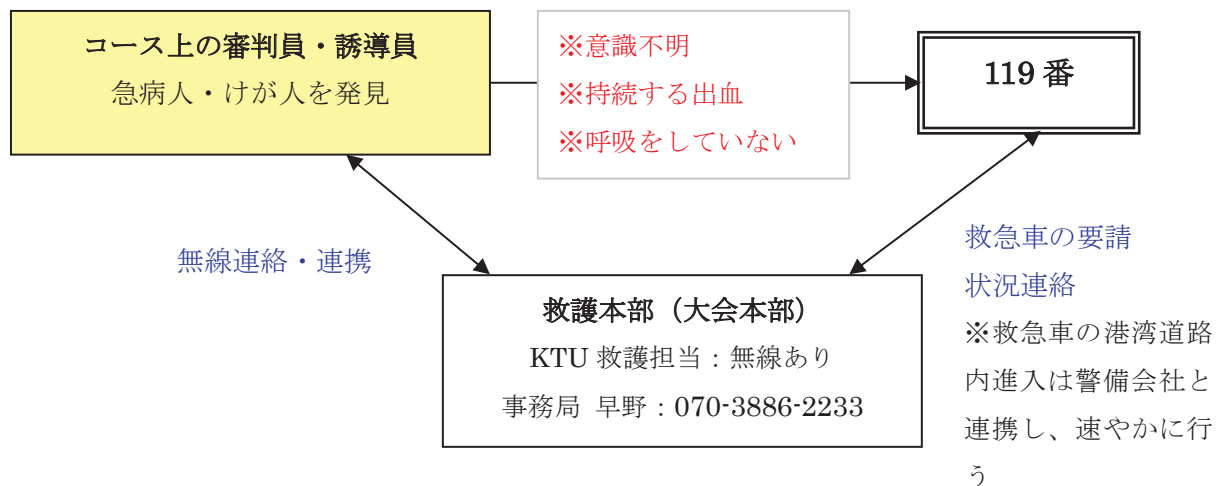 コース上の審判員・誘導員
急病人・けが人を発見
※意識不明
※持続する出血
※呼吸をしていない
119 番
無線連絡・連携
救護本部（大会本部）
KTU 救護担当：無線あり
事務局 早野：070-3886-2233
救急車の要請
状況連絡
※救急車の港湾道路
内進入は警備会社と
連携し、速やかに行
う